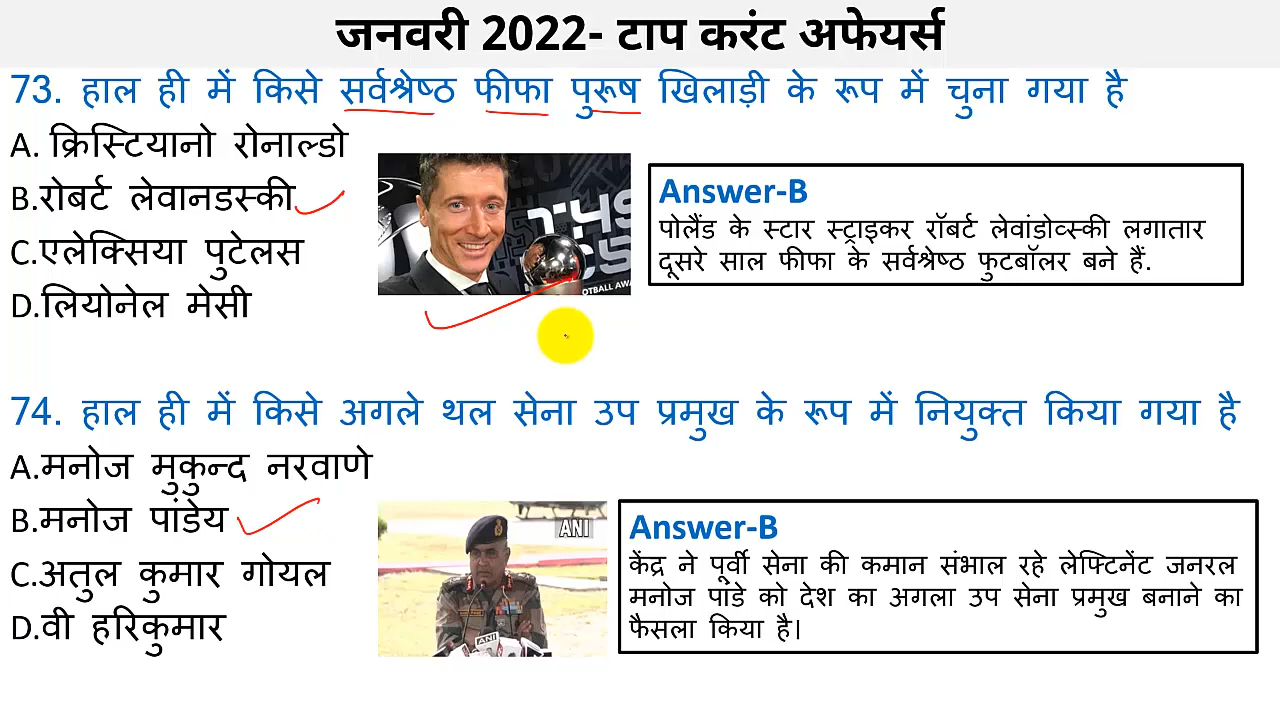 जनवरी 2022- टाप करंट अफेयर्स
73. हाल ही में किसे सर्वश्रेष्ठ फीफा पुरूष खिलाड़ी के रूप में चुना गया है
A. क्रिस्टियानो रोनाल्डो
B.रोबर्ट लेवानडस्की
C.एलेक्सिया पुटेलस
D.लियोनेल मेसी
Answer-B
पोलैंड के स्टार स्ट्राइकर रॉबर्ट लेवांडोव्स्की लगातार
दूसरे साल फीफा के सर्वश्रेष्ठ फुटबॉलर बने हैं.
74. हाल ही में किसे अगले थल सेना उप प्रमुख के रूप में नियुक्त किया गया है
A.मनोज मुकुन्द नरवाणे
B.मनोज पांडेय
C.अतुल कुमार गोयल
D.वी हरिकुमार
ANI
ANI
Answer-B
केंद्र ने पूर्वी सेना की कमान संभाल रहे लेफ्टिनेंट जनरल
मनोज पांडे को देश का अगला उप सेना प्रमुख बनाने का
फैसला किया है।